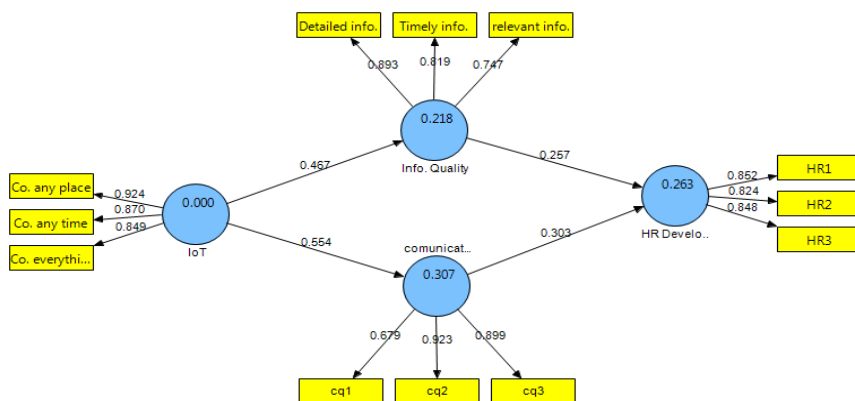 Detailed info.
Timely info.
relevant info.
0.893
0.819
0.747
0.218
Info. Quality
0.467
0.257
Co. any place
Co. any time
Co. everythi...
0.924
0.870
0.849
0.000
IoT
0.263
HR Develo..
0.852
0.824
0.848
HR1
HR2
HR3
0.554
0.303
comunicat...
0.307
0.679
0.923
0.899
cq1
cq2
cq3